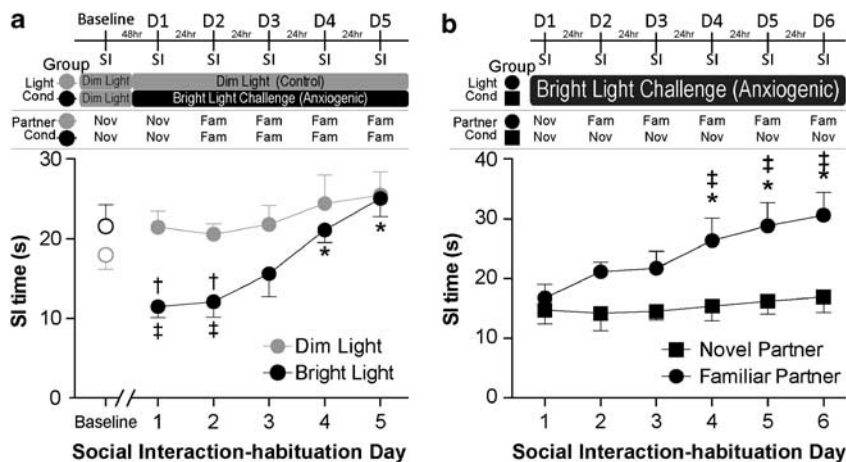 a
Baseline D1 D2 D3 D4 D5
48hr 24hr 24hr 24hr 24hr
SI SI SI SI SI SI
Group
Light Cond
Dim Light Dim Light (Control)
Dim Light Bright Light Challenge (Anxiogenic)
Partner Cond
Nov Nov Fam Fam Fam Fam
Nov Nov Fam Fam Fam Fam
30
20
10
0
SI time (s)
† †
‡ ‡
* *
Dim Light
Bright Light
Baseline 1 2 3 4 5
Social Interaction-habituation Day
b
D1 D2 D3 D4 D5 D6
24hr 24hr 24hr 24hr 24hr
SI SI SI SI SI SI
Group
Light Cond
Bright Light Challenge (Anxiogenic)
Partner Cond
Nov Fam Fam Fam Fam Fam
Nov Nov Nov Nov Nov Nov
40
30
20
10
0
SI time (s)
‡ ‡ ‡
* * *
Novel Partner
Familiar Partner
1 2 3 4 5 6
Social Interaction-habituation Day